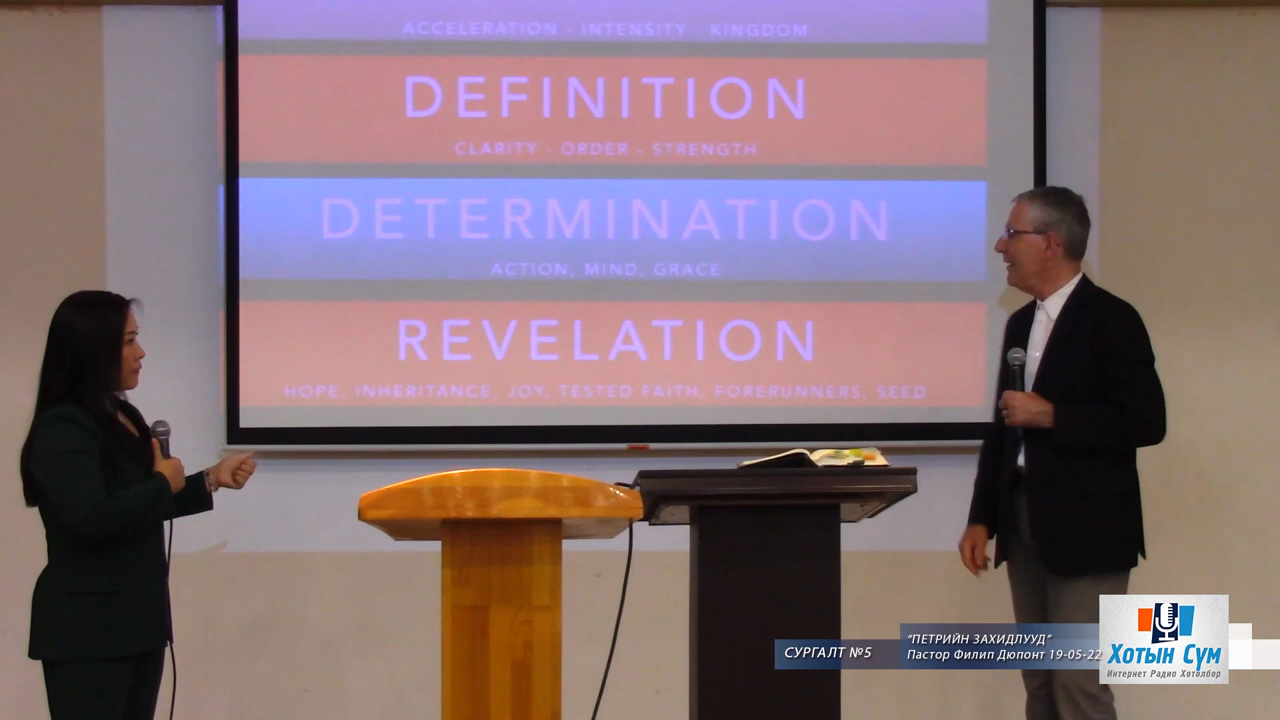 ACCELERATION - INTENSITY - KINGDOM
DEFINITION
CLARITY - ORDER - STRENGTH
DETERMINATION
ACTION, MIND, GRACE
REVELATION
HOPE, INHERITANCE, JOY, TESTED FAITH, FORERUNNERS, SEED
СУРГАЛТ №5
"ПЕТРИЙН ЗАХИДЛУУД"
Пастор Филип Дюпонт 19-05-22
Хотын Сүм
Интернет Радио Хөтөлбөр